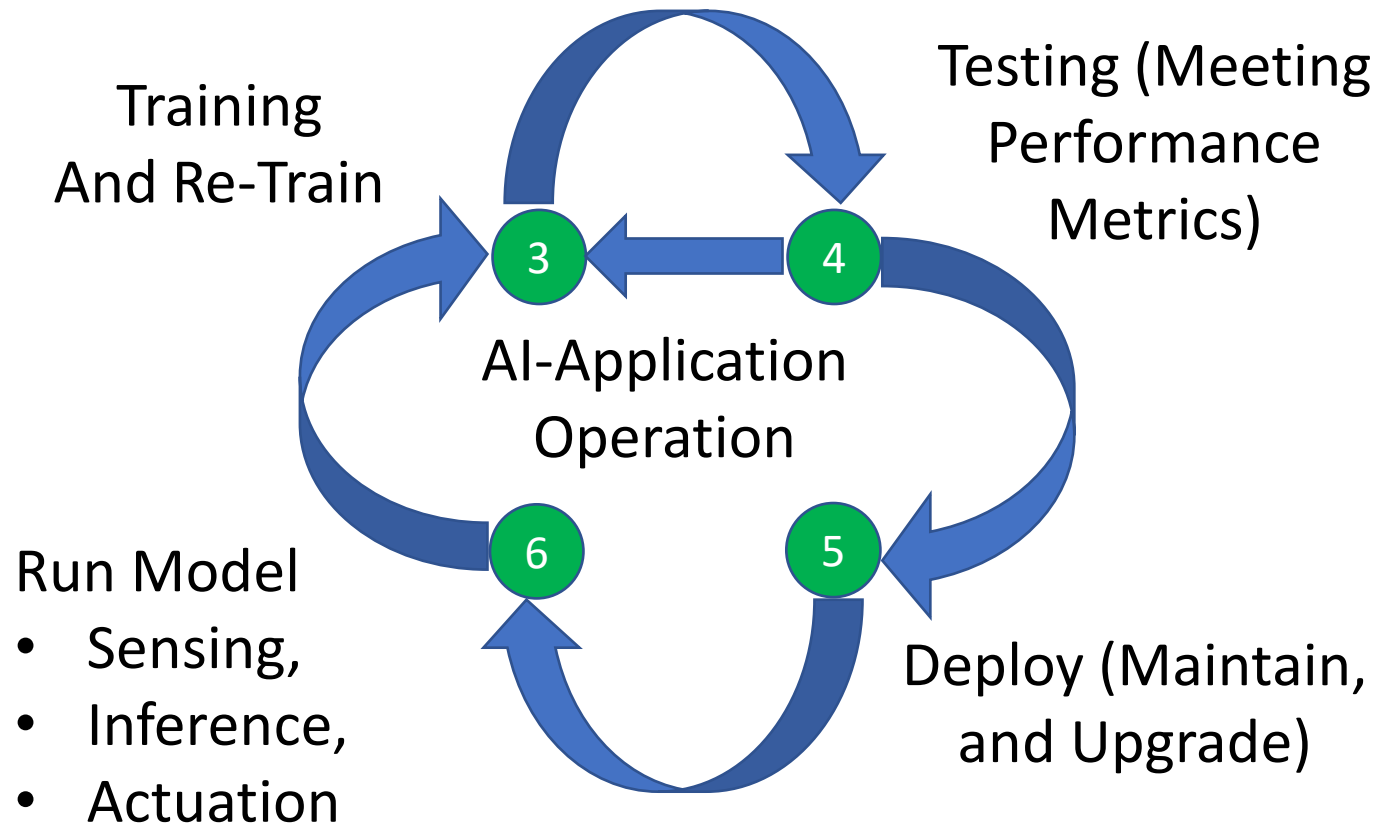 Training
And Re-Train
Testing (Meeting
Performance
Metrics)
3
4
AI-Application
Operation
6
5
Run Model
• Sensing,
• Inference,
• Actuation
Deploy (Maintain,
and Upgrade)